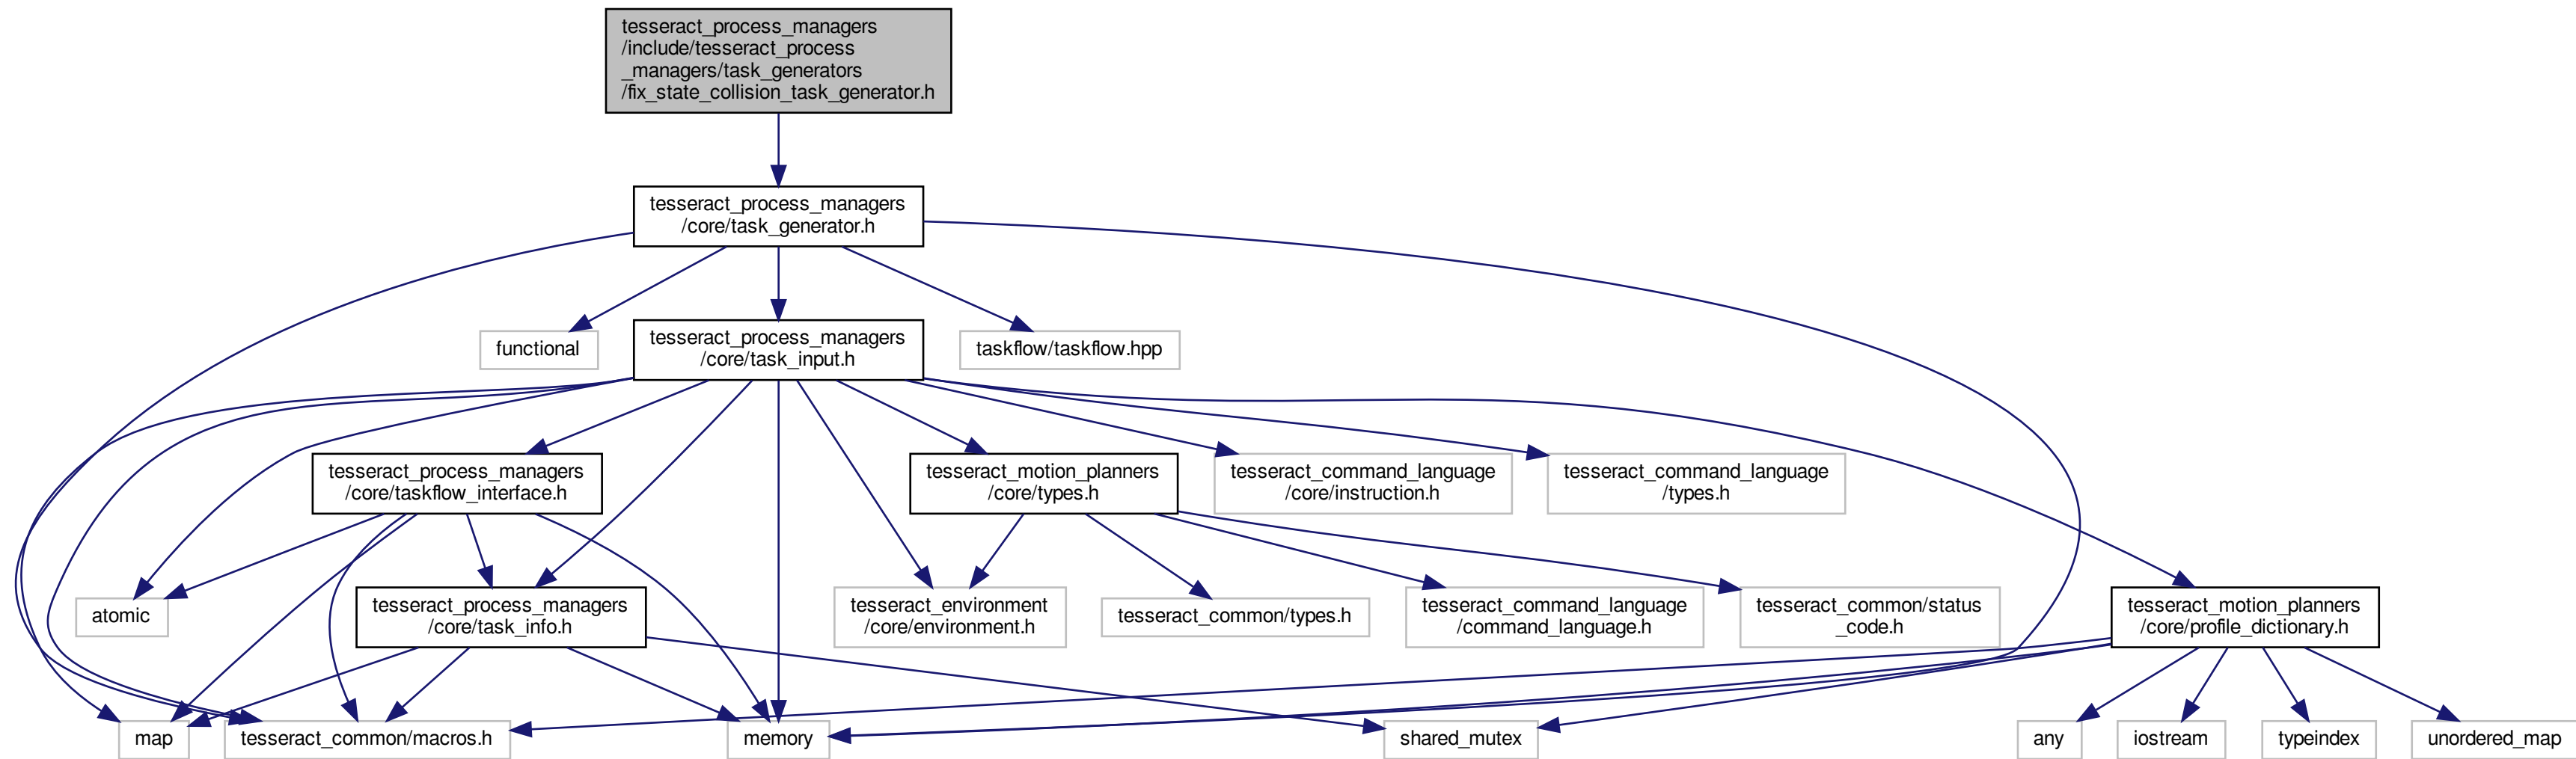 tesseract_process_managers
/include/tesseract_process
_managers/task_generators
/fix_state_collision_task_generator.h
tesseract_process_managers
/core/task_generator.h
functional
tesseract_process_managers
/core/task_input.h
taskflow/taskflow.hpp
tesseract_process_managers
/core/taskflow_interface.h
tesseract_motion_planners
/core/types.h
tesseract_command_language
/core/instruction.h
tesseract_command_language
/types.h
atomic
tesseract_process_managers
/core/task_info.h
tesseract_environment
/core/environment.h
tesseract_common/types.h
tesseract_command_language
/command_language.h
tesseract_common/status
_code.h
tesseract_motion_planners
/core/profile_dictionary.h
map
tesseract_common/macros.h
memory
shared_mutex
any
iostream
typeindex
unordered_map